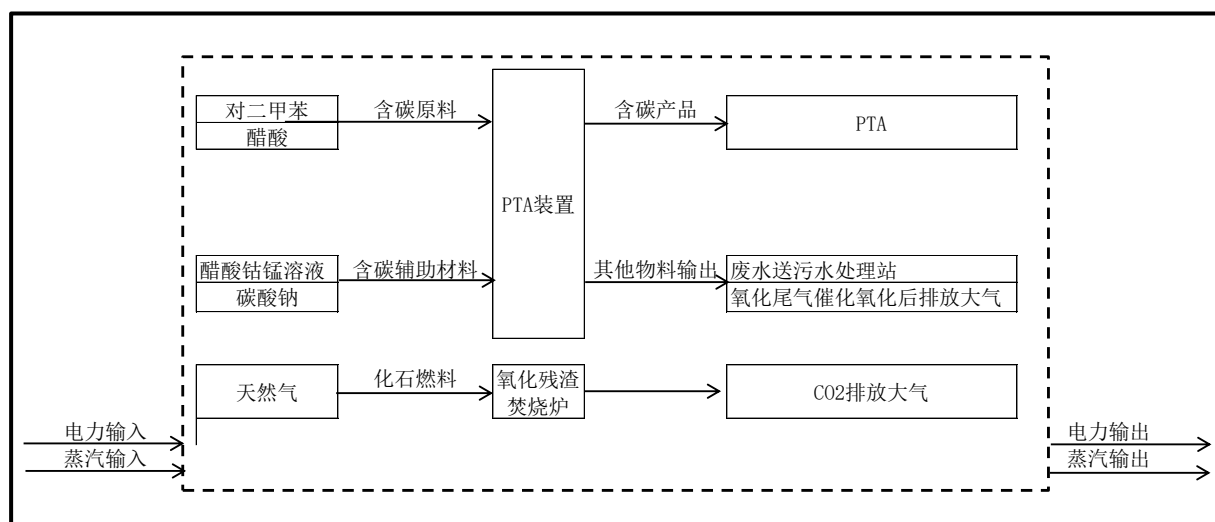 对二甲苯
醋酸
含碳原料
PTA装置
含碳产品
PTA
醋酸钴锰溶液
碳酸钠
含碳辅助材料
其他物料输出
废水送污水处理站
氧化尾气催化氧化后排放大气
天然气
化石燃料
氧化残渣
焚烧炉
CO2排放大气
电力输入
蒸汽输入
电力输出
蒸汽输出